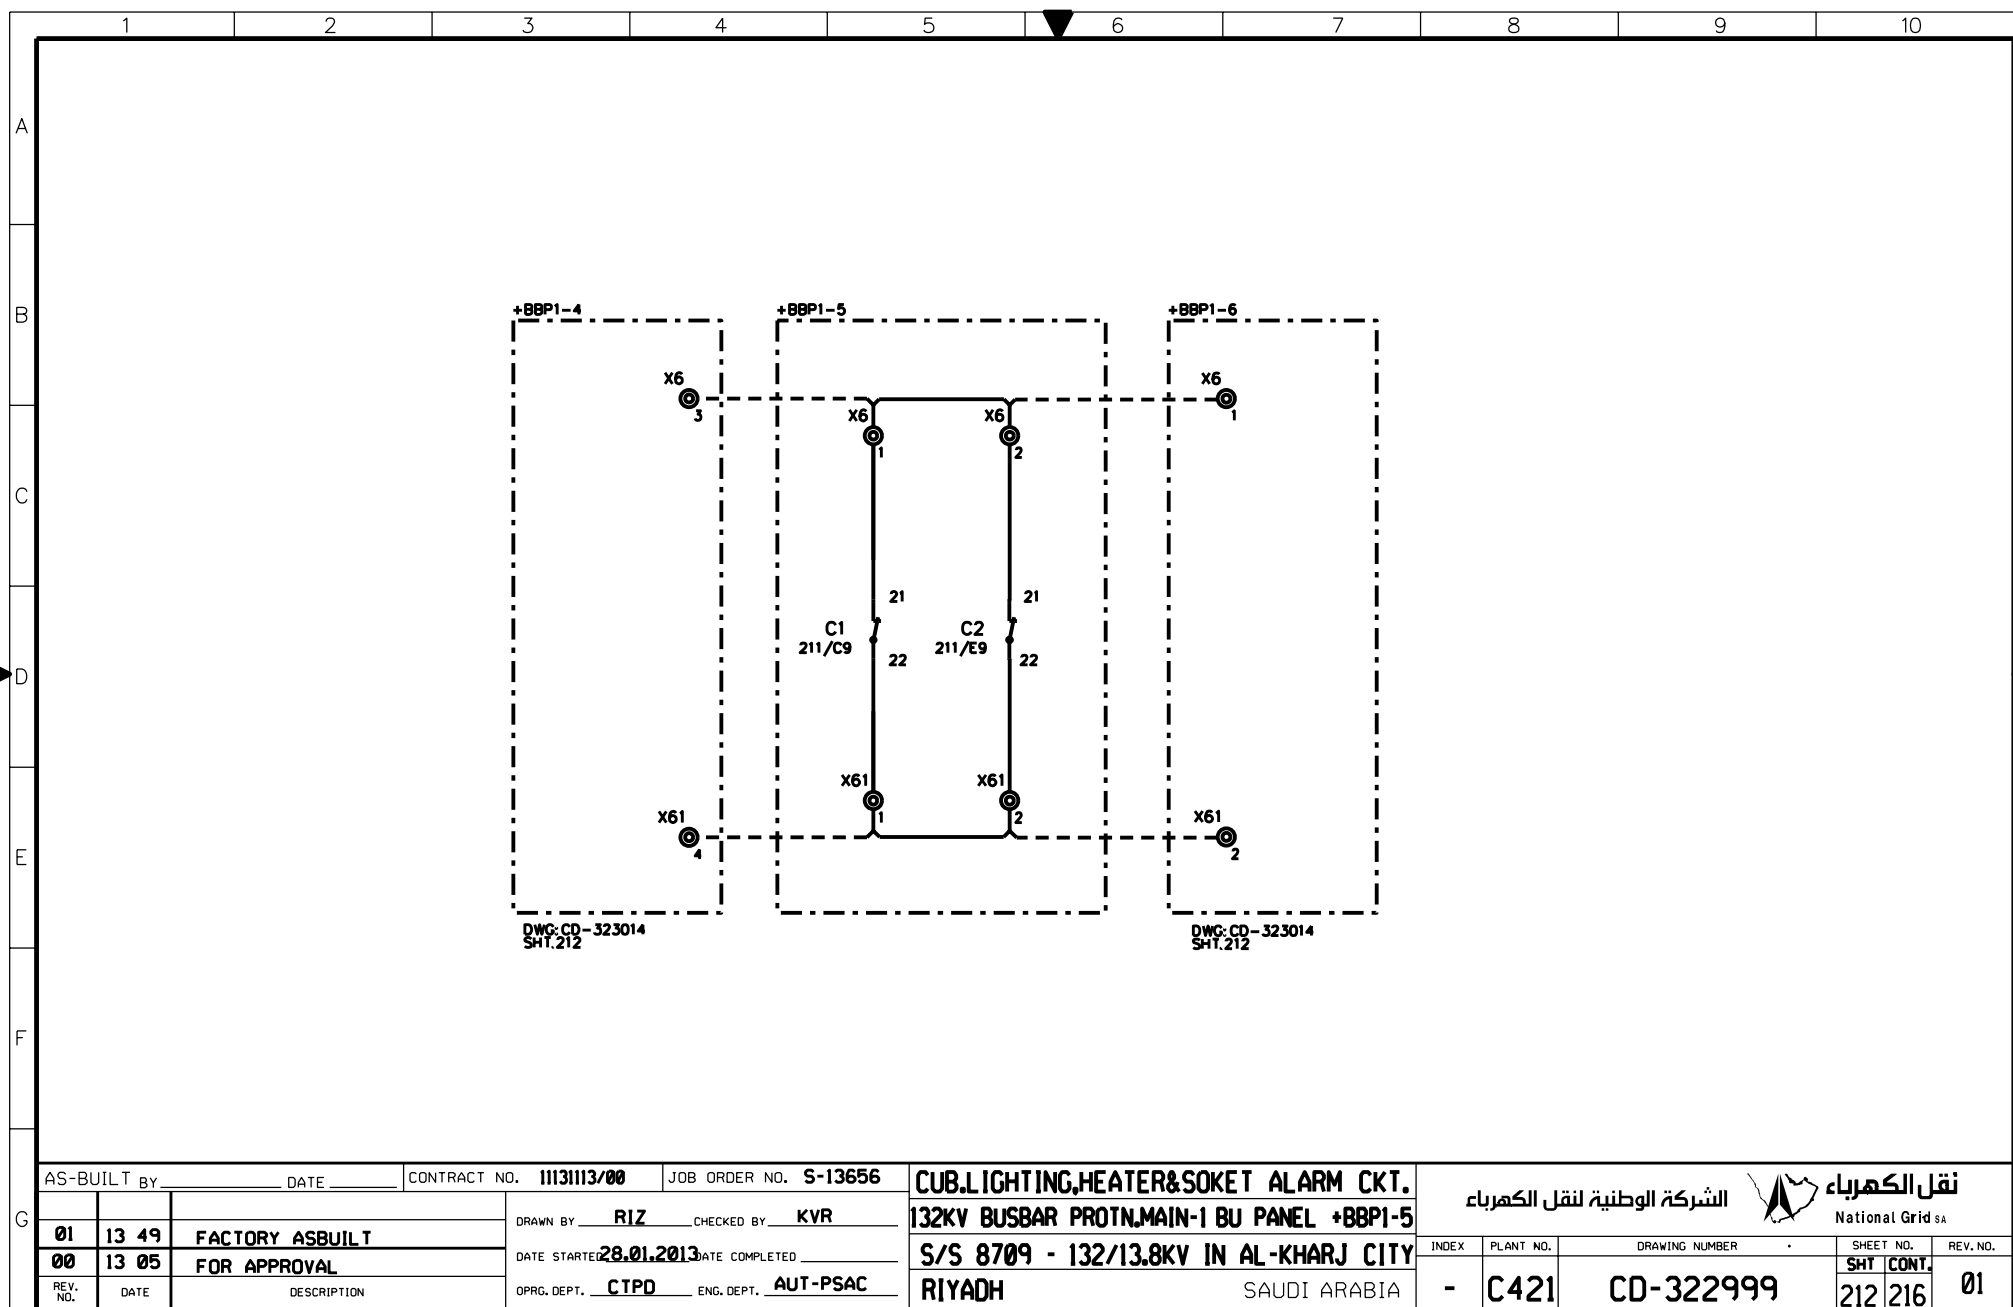 1 2 3 4 5 6 7 8 9 10
A
B
C
D
E
F
G
+BBP1-4
+BBP1-5
+BBP1-6
X6
3
X6
1
X6
2
X6
1
21
C1
211/C9
22
21
C2
211/E9
22
X61
4
X61
1
X61
2
X61
2
DWG:CD-323014
SHT.212
DWG:CD-323014
SHT.212
AS-BUILT BY DATE
CONTRACT NO. 11131113/00
JOB ORDER NO. S-13656
01 13 49 FACTORY ASBUILT
00 13 05 FOR APPROVAL
REV. NO. DATE DESCRIPTION
DRAWN BY RIZ CHECKED BY KVR
DATE STARTED 28.01.2013 DATE COMPLETED
OPRG. DEPT. CTPD ENG. DEPT. AUT-PSAC
CUB.LIGHTING,HEATER&SOKET ALARM CKT.
132KV BUSBAR PROTN.MAIN-1 BU PANEL +BBP1-5
S/S 8709 - 132/13.8KV IN AL-KHARJ CITY
RIYADH SAUDI ARABIA
الشركة الوطنية لنقل الكهرباء
نقل الكهرباء
National Grid SA
INDEX PLANT NO. DRAWING NUMBER SHEET NO. REV. NO.
SHT CONT.
- C421 CD-322999 212 216 01